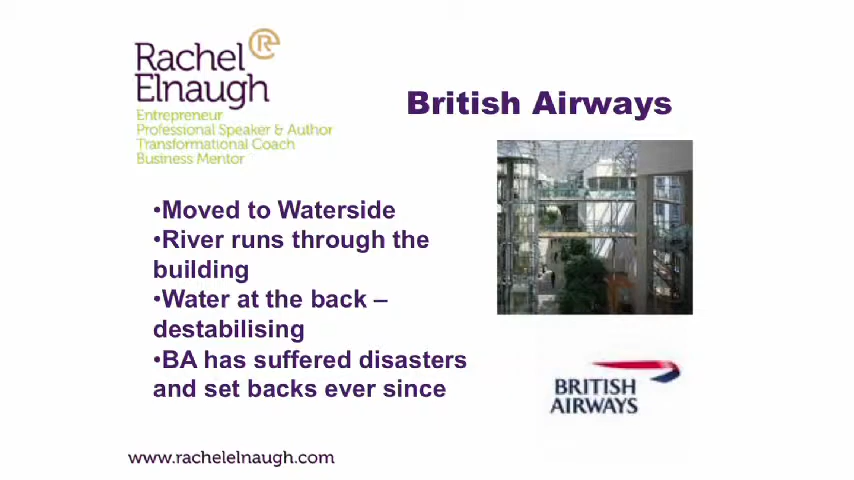 Rachel
Elnaugh
Entrepreneur
Professional Speaker & Author
Transformational Coach
Business Mentor
British Airways
•Moved to Waterside
•River runs through the
building
•Water at the back –
destabilising
•BA has suffered disasters
and set backs ever since
BRITISH
AIRWAYS
www.rachelelnaugh.com